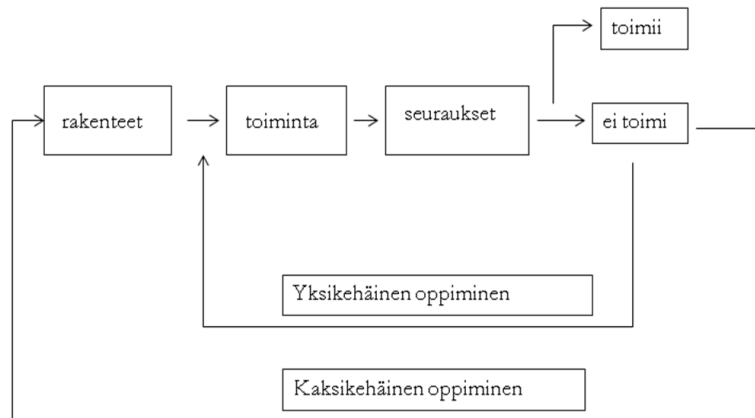 toimii
rakenteet
toiminta
seuraukset
ei toimi
Yksikehäinen oppiminen
Kaksikehäinen oppiminen